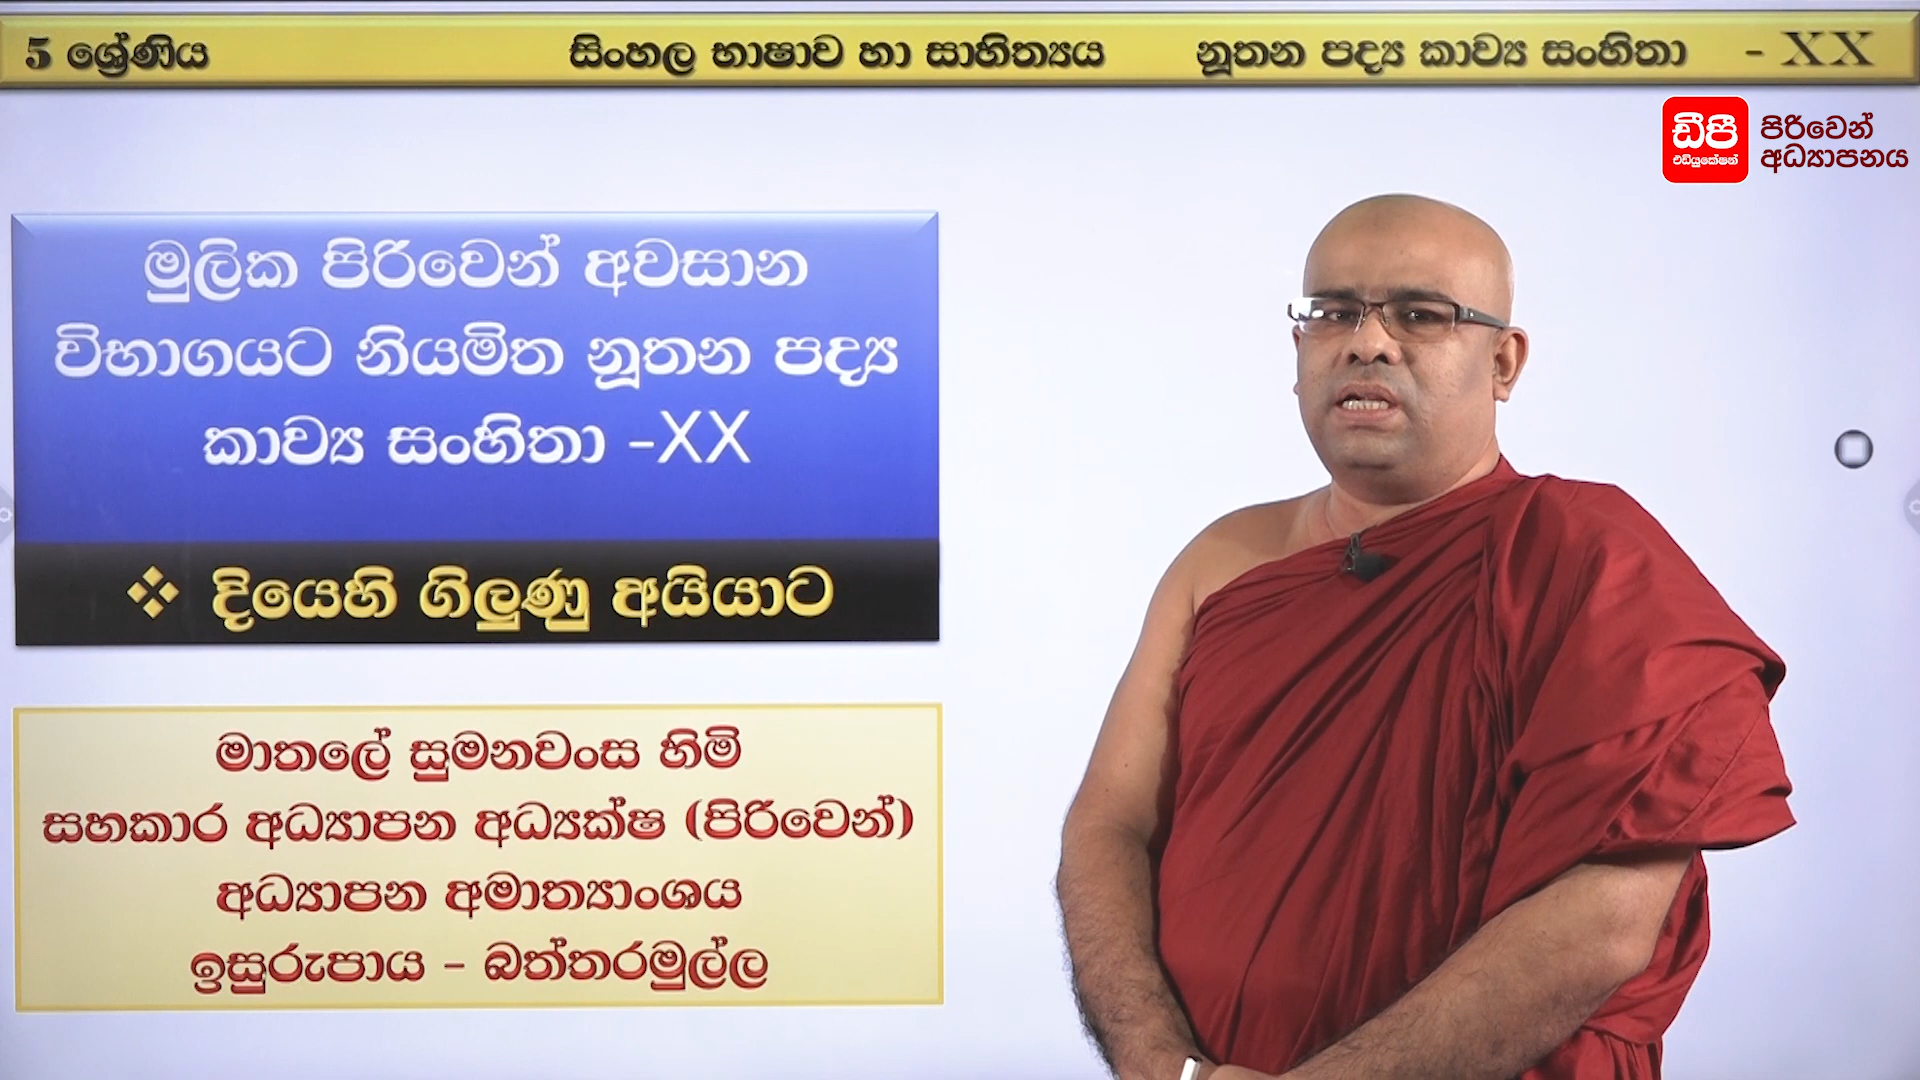 5 ශ්‍රේණිය සිංහල භාෂාව හා සාහිත්‍යය නූතන පද්‍ය කාව්‍ය සංහිතා - XX
ඩීපී
එඩියුකේෂන්
පිරිවෙන්
අධ්‍යාපනය
මුලික පිරිවෙන් අවසාන
විභාගයට නියමිත නූතන පද්‍ය
කාව්‍ය සංහිතා -XX
❖ දියෙහි ගිලුණු අයියාට
මාතලේ සුමනවංස හිමි
සහකාර අධ්‍යාපන අධ්‍යක්ෂ (පිරිවෙන්)
අධ්‍යාපන අමාත්‍යාංශය
ඉසුරුපාය - බත්තරමුල්ල